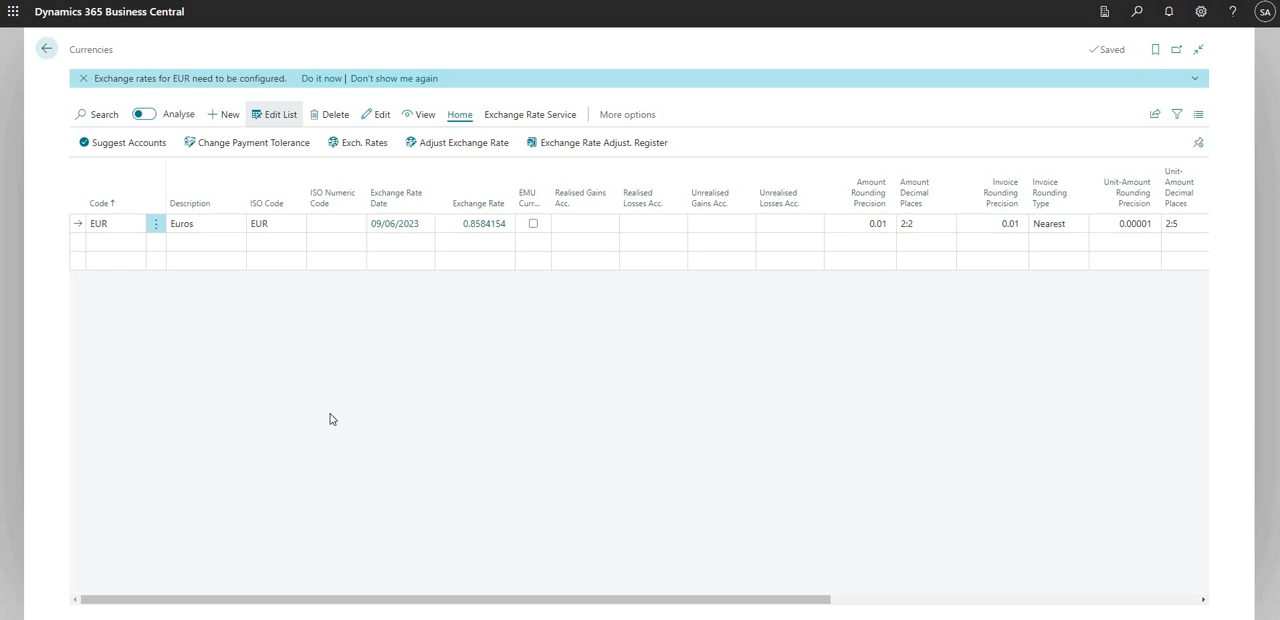 Dynamics 365 Business Central
SA
Currencies
Saved
Exchange rates for EUR need to be configured. Do it now | Don't show me again
Search Analyse New Edit List Delete Edit View Home Exchange Rate Service More options
Suggest Accounts Change Payment Tolerance Exch. Rates Adjust Exchange Rate Exchange Rate Adjust. Register
Code ↑
Description
ISO Code
ISO Numeric
Code
Exchange Rate
Date
Exchange Rate
EMU
Curr...
Realised Gains
Acc.
Realised
Losses Acc.
Unrealised
Gains Acc.
Unrealised
Losses Acc.
Amount
Rounding
Precision
Amount
Decimal
Places
Invoice
Rounding
Precision
Invoice
Rounding
Type
Unit-Amount
Rounding
Precision
Unit-
Amount
Decimal
Places
EUR Euros EUR 09/06/2023 0.8584154 0.01 2:2 0.01 Nearest 0.00001 2:5